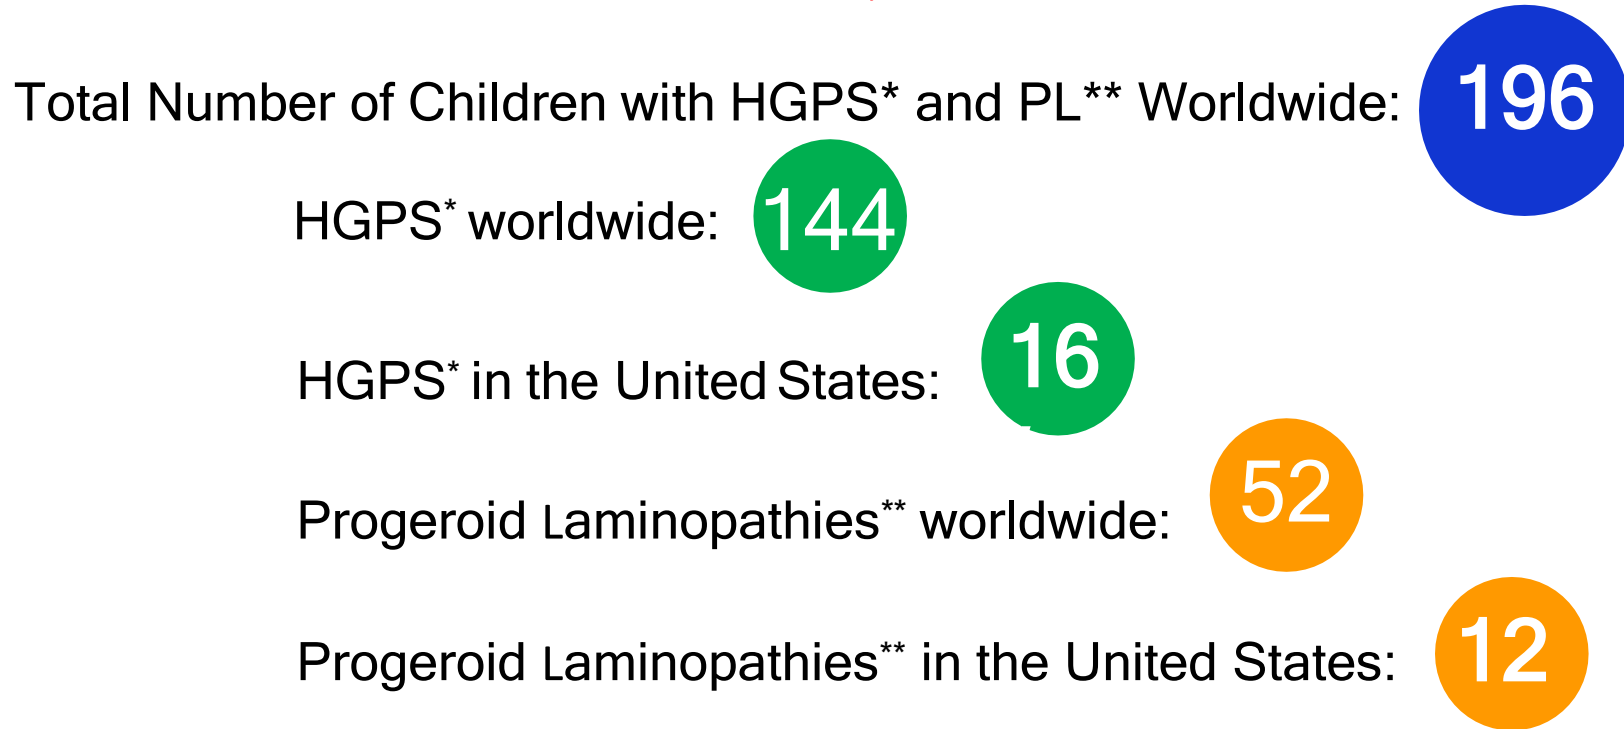 Total Number of Children with HGPS* and PL** Worldwide: 196
HGPS* worldwide: 144
HGPS* in the United States: 16
Progeroid Laminopathies** worldwide: 52
Progeroid Laminopathies** in the United States: 12